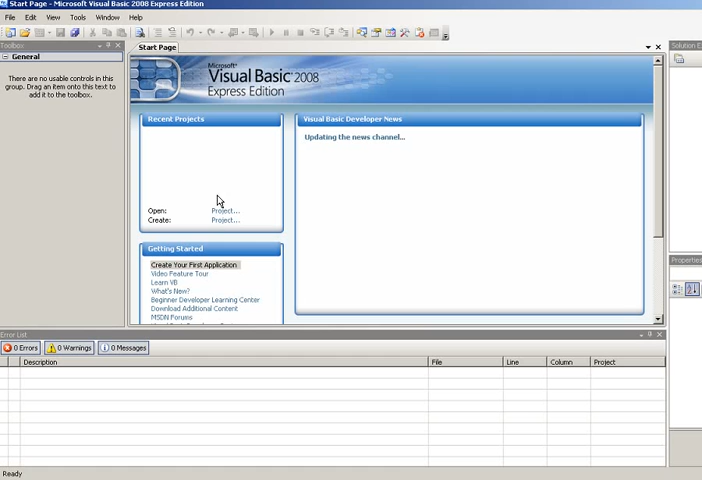 Start Page - Microsoft Visual Basic 2008 Express Edition
File Edit View Tools Window Help
Toolbox
General
There are no usable controls in this
group. Drag an item onto this text to
add it to the toolbox.
Start Page
Microsoft®
Visual Basic® 2008
Express Edition
Recent Projects
Open: Project...
Create: Project...
Getting Started
Create Your First Application
Video Feature Tour
Learn VB
What's New?
Beginner Developer Learning Center
Download Additional Content
MSDN Forums
Visual Basic Developer News
Updating the news channel...
Solution E
Properties
Error List
0 Errors 0 Warnings 0 Messages
Description File Line Column Project
Ready